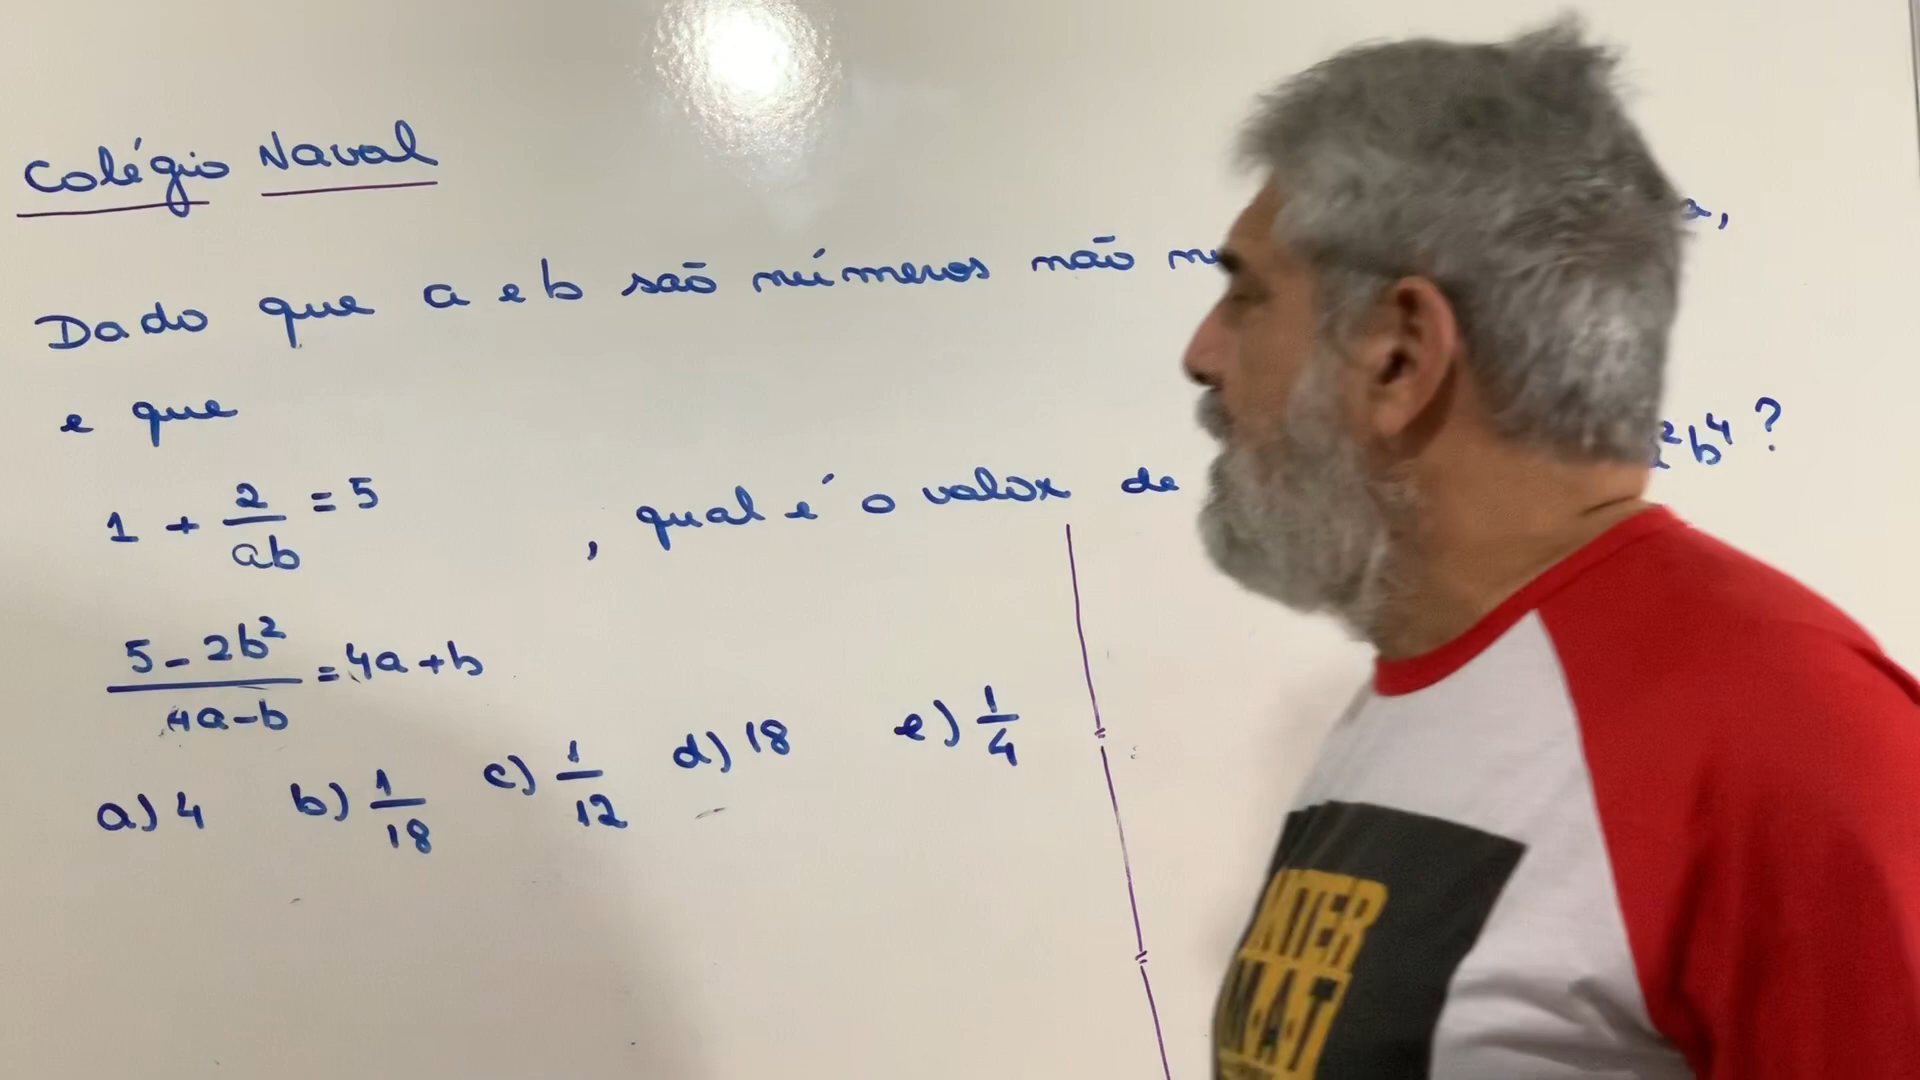 Colégio Naval
Dado que a e b são números não
e que
1 + 2/ab = 5
, qual é o valor de
²b⁴ ?
5 - 2b²/4a - b = 4a + b
a) 4 b) 1/18 c) 1/12 d) 18 e) 1/4